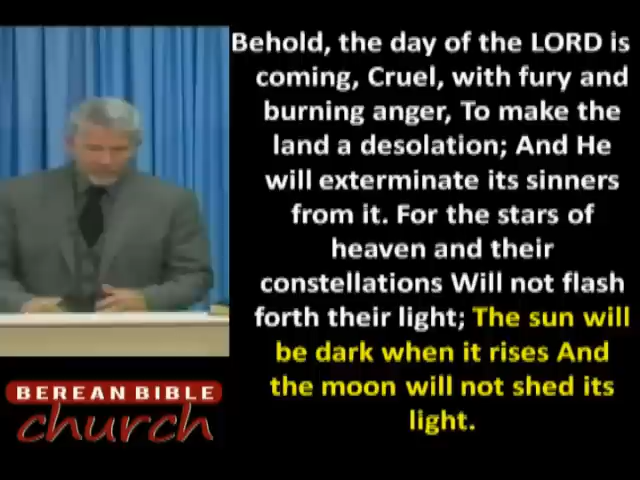 Behold, the day of the LORD is
coming, Cruel, with fury and
burning anger, To make the
land a desolation; And He
will exterminate its sinners
from it. For the stars of
heaven and their
constellations Will not flash
forth their light; The sun will
be dark when it rises And
the moon will not shed its
light.
BEREAN BIBLE
church